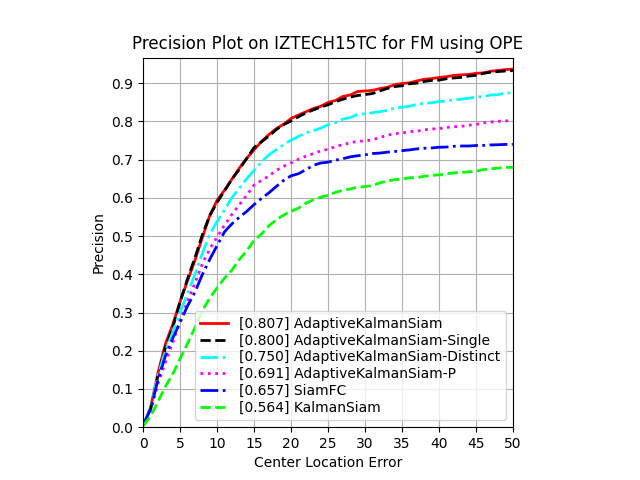 Precision Plot on IZTECH15TC for FM using OPE
Precision
0.9
0.8
0.7
0.6
0.5
0.4
0.3
0.2
0.1
0.0
[0.807] AdaptiveKalmanSiam
[0.800] AdaptiveKalmanSiam-Single
[0.750] AdaptiveKalmanSiam-Distinct
[0.691] AdaptiveKalmanSiam-P
[0.657] SiamFC
[0.564] KalmanSiam
0 5 10 15 20 25 30 35 40 45 50
Center Location Error